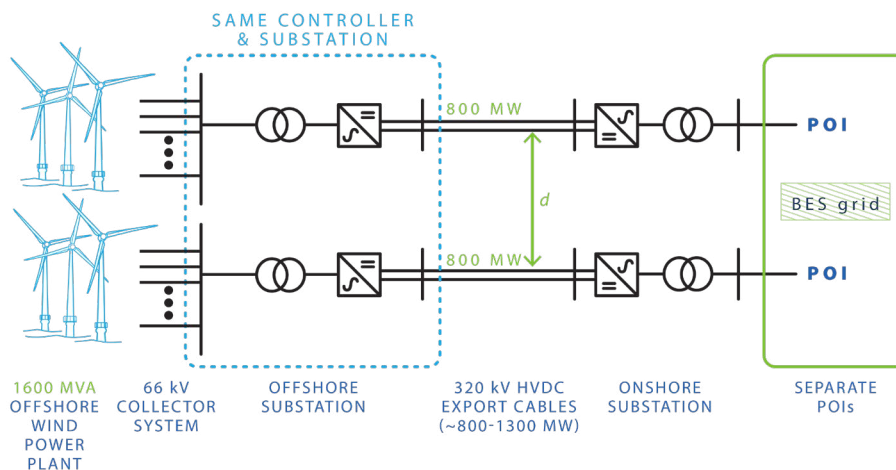 SAME CONTROLLER
& SUBSTATION
800 MW
POI
d
BES grid
800 MW
POI
1600 MVA
OFFSHORE
WIND
POWER
PLANT
66 kV
COLLECTOR
SYSTEM
OFFSHORE
SUBSTATION
320 kV HVDC
EXPORT CABLES
(~800-1300 MW)
ONSHORE
SUBSTATION
SEPARATE
POIs